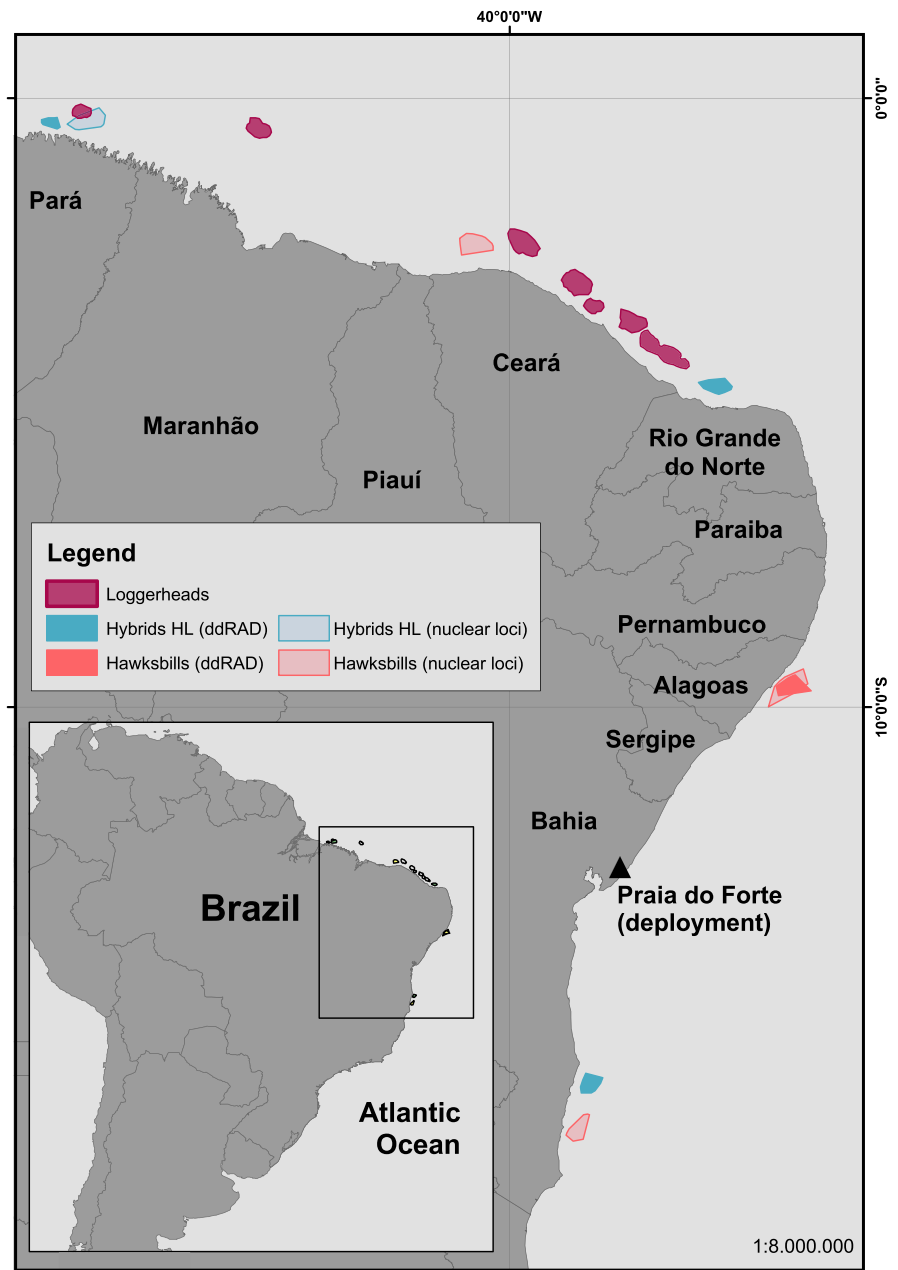 40°0'0"W
0°0'0"
Pará
Ceará
Maranhão
Rio Grande
do Norte
Piauí
Paraiba
Legend
Loggerheads
Hybrids HL (ddRAD)
Hybrids HL (nuclear loci)
Hawksbills (ddRAD)
Hawksbills (nuclear loci)
Pernambuco
Alagoas
10°0'0"S
Sergipe
Bahia
Praia do Forte
(deployment)
Brazil
Atlantic
Ocean
1:8.000.000